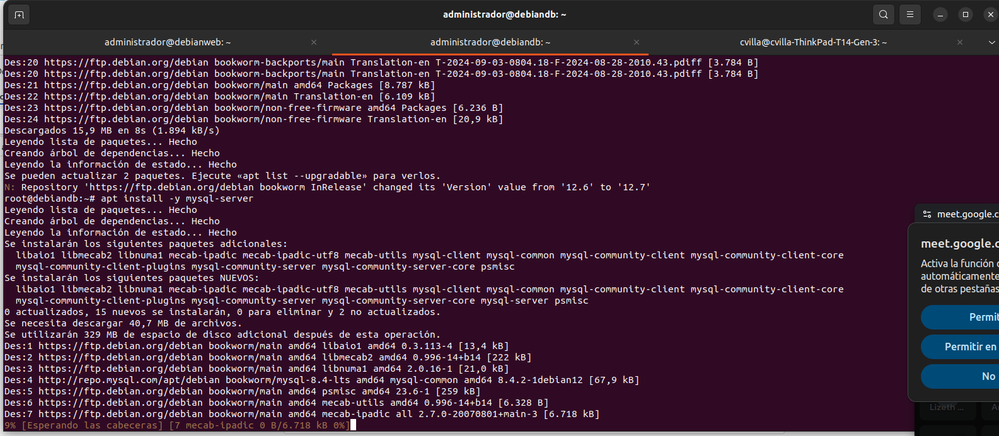 administrador@debiandb: ~
administrador@debianweb: ~
administrador@debiandb: ~
cvilla@cvilla-ThinkPad-T14-Gen-3: ~
Des:20 https://ftp.debian.org/debian bookworm-backports/main Translation-en T-2024-09-03-0804.18-F-2024-08-28-2010.43.pdiff [3.784 B]
Des:20 https://ftp.debian.org/debian bookworm-backports/main Translation-en T-2024-09-03-0804.18-F-2024-08-28-2010.43.pdiff [3.784 B]
Des:21 https://ftp.debian.org/debian bookworm/main amd64 Packages [8.787 kB]
Des:22 https://ftp.debian.org/debian bookworm/main Translation-en [6.109 kB]
Des:23 https://ftp.debian.org/debian bookworm/non-free-firmware amd64 Packages [6.236 B]
Des:24 https://ftp.debian.org/debian bookworm/non-free-firmware Translation-en [20,9 kB]
Descargados 15,9 MB en 8s (1.894 kB/s)
Leyendo lista de paquetes... Hecho
Creando árbol de dependencias... Hecho
Leyendo la información de estado... Hecho
Se pueden actualizar 2 paquetes. Ejecute «apt list --upgradable» para verlos.
N: Repository 'https://ftp.debian.org/debian bookworm InRelease' changed its 'Version' value from '12.6' to '12.7'
root@debiandb:~# apt install -y mysql-server
Leyendo lista de paquetes... Hecho
Creando árbol de dependencias... Hecho
Leyendo la información de estado... Hecho
Se instalarán los siguientes paquetes adicionales:
libaio1 libmecab2 libnuma1 mecab-ipadic mecab-ipadic-utf8 mecab-utils mysql-client mysql-common mysql-community-client mysql-community-client-core
mysql-community-client-plugins mysql-community-server mysql-community-server-core psmisc
Se instalarán los siguientes paquetes NUEVOS:
libaio1 libmecab2 libnuma1 mecab-ipadic mecab-ipadic-utf8 mecab-utils mysql-client mysql-common mysql-community-client mysql-community-client-core
mysql-community-client-plugins mysql-community-server mysql-community-server-core mysql-server psmisc
0 actualizados, 15 nuevos se instalarán, 0 para eliminar y 2 no actualizados.
Se necesita descargar 40,7 MB de archivos.
Se utilizarán 329 MB de espacio de disco adicional después de esta operación.
Des:1 https://ftp.debian.org/debian bookworm/main amd64 libaio1 amd64 0.3.113-4 [13,4 kB]
Des:2 https://ftp.debian.org/debian bookworm/main amd64 libmecab2 amd64 0.996-14+b14 [222 kB]
Des:3 https://ftp.debian.org/debian bookworm/main amd64 libnuma1 amd64 2.0.16-1 [21,0 kB]
Des:4 http://repo.mysql.com/apt/debian bookworm/mysql-8.4-lts amd64 mysql-common amd64 8.4.2-1debian12 [67,9 kB]
Des:5 https://ftp.debian.org/debian bookworm/main amd64 psmisc amd64 23.6-1 [259 kB]
Des:6 https://ftp.debian.org/debian bookworm/main amd64 mecab-utils amd64 0.996-14+b14 [6.328 B]
Des:7 https://ftp.debian.org/debian bookworm/main amd64 mecab-ipadic all 2.7.0-20070801+main-3 [6.718 kB]
9% [Esperando las cabeceras] [7 mecab-ipadic 0 B/6.718 kB 0%]
meet.google.c
meet.google.c
Activa la función
automáticamente
de otras pestañas
Permit
Permitir en
No
Lizeth ...